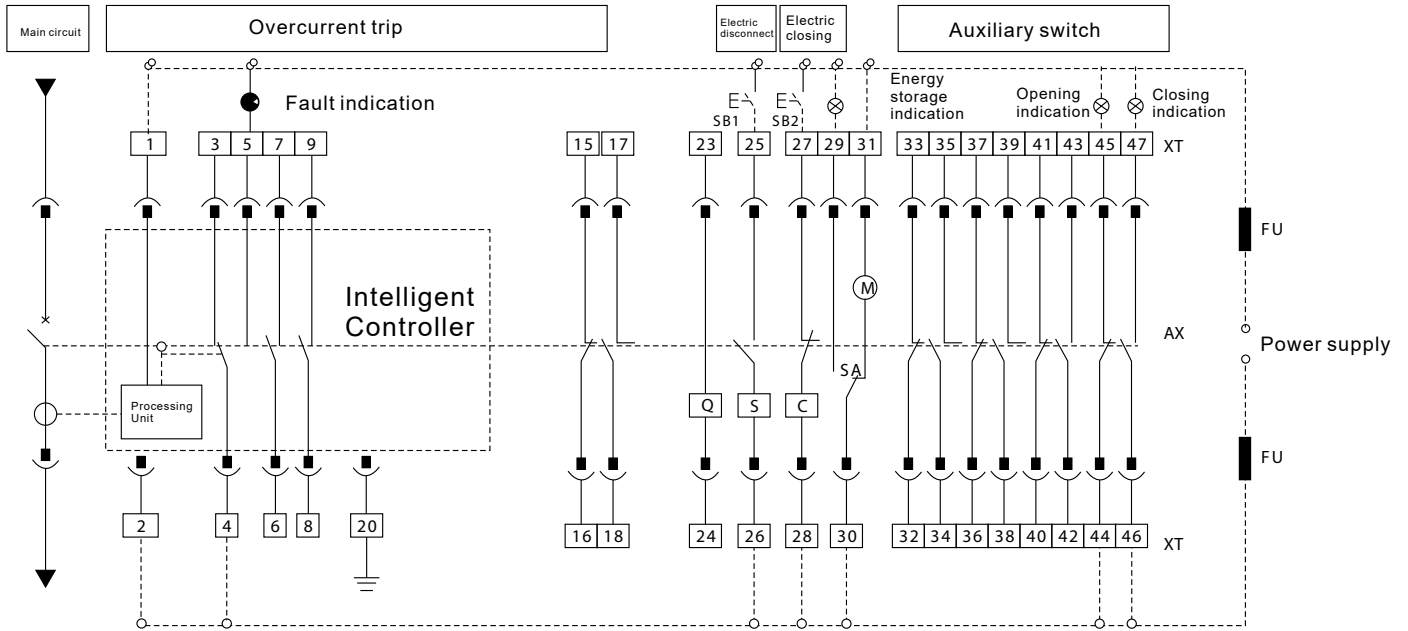 Main circuit
Overcurrent trip
Electric
disconnect
Electric
closing
Auxiliary switch
Fault indication
SB1
SB2
Energy
storage
indication
Opening
indication
Closing
indication
1 3 5 7 9 15 17 23 25 27 29 31 33 35 37 39 41 43 45 47 XT
FU
M
Intelligent
Controller
AX
Power supply
SA
Processing
Unit
Q S C
FU
2 4 6 8 20 16 18 24 26 28 30 32 34 36 38 40 42 44 46 XT